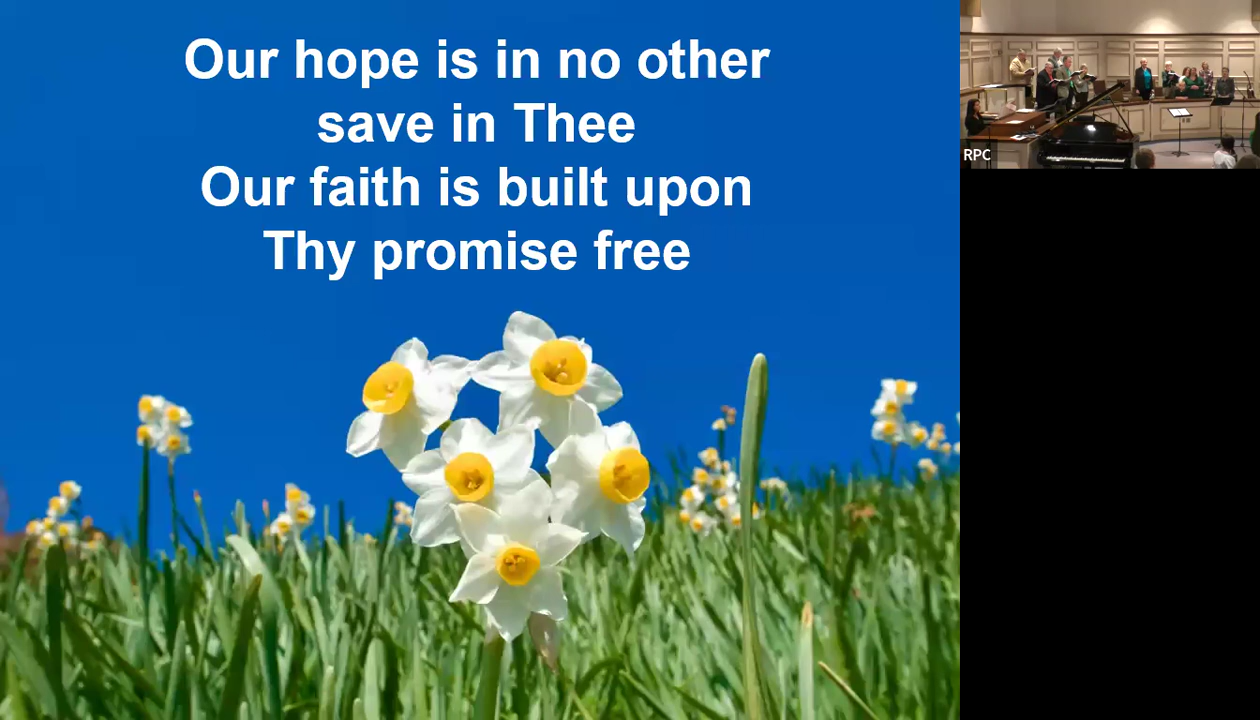 Our hope is in no other
save in Thee
Our faith is built upon
Thy promise free
RPC